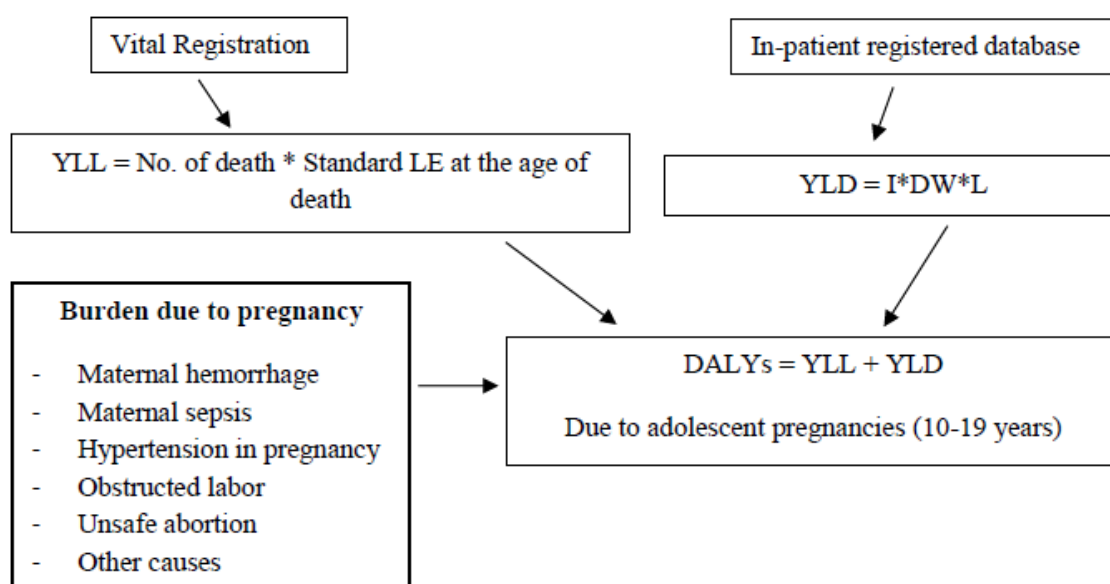 Vital Registration
In-patient registered database
YLL = No. of death * Standard LE at the age of
death
YLD = I*DW*L
Burden due to pregnancy
- Maternal hemorrhage
- Maternal sepsis
- Hypertension in pregnancy
- Obstructed labor
- Unsafe abortion
- Other causes
DALYs = YLL + YLD
Due to adolescent pregnancies (10-19 years)